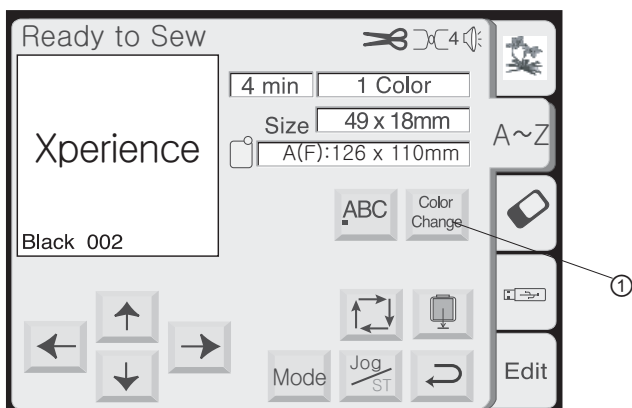 Ready to Sew
4
4 min
1 Color
Size
49 x 18mm
A(F):126 x 110mm
Xperience
Black 002
ABC
Color
Change
A~Z
①
Mode
Jog
ST
Edit